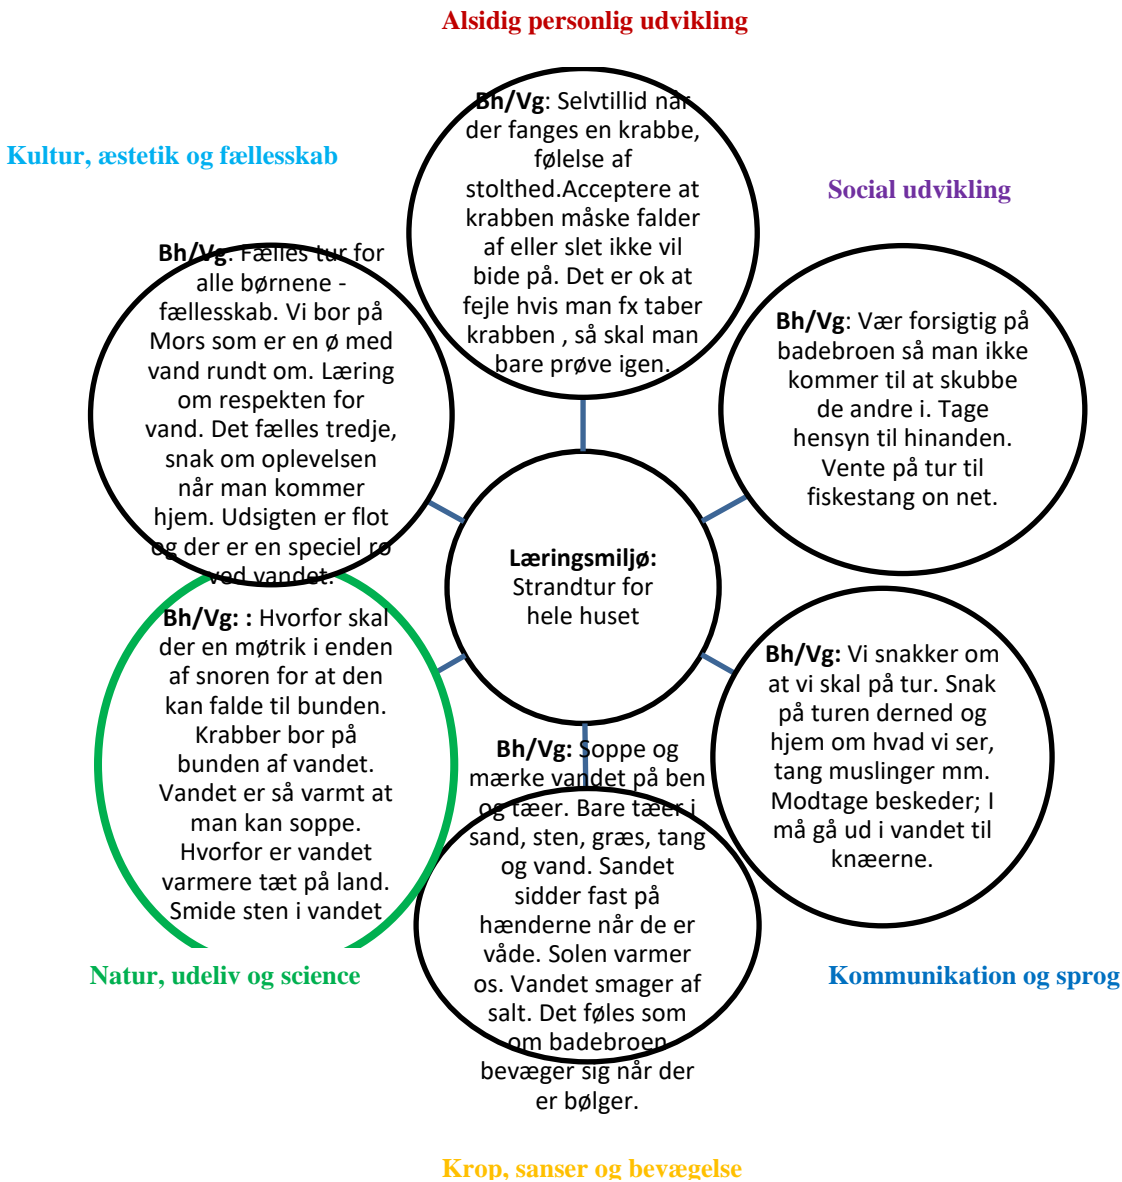 Alsidig personlig udvikling
Bh/Vg: Selvtillid når
der fanges en krabbe,
følelse af
stolthed.Acceptere at
krabben måske falder
af eller slet ikke vil
bide på. Det er ok at
fejle hvis man fx taber
krabben , så skal man
bare prøve igen.
Social udvikling
Bh/Vg: Vær forsigtig på
badebroen så man ikke
kommer til at skubbe
de andre i. Tage
hensyn til hinanden.
Vente på tur til
fiskestang on net.
Kommunikation og sprog
Bh/Vg: Vi snakker om
at vi skal på tur. Snak
på turen derned og
hjem om hvad vi ser,
tang muslinger mm.
Modtage beskeder; I
må gå ud i vandet til
knæerne.
Krop, sanser og bevægelse
Bh/Vg: Soppe og
mærke vandet på ben
og tæer. Bare tæer i
sand, sten, græs, tang
og vand. Sandet
sidder fast på
hænderne når de er
våde. Solen varmer
os. Vandet smager af
salt. Det føles som
om badebroen
bevæger sig når der
er bølger.
Natur, udeliv og science
Bh/Vg: : Hvorfor skal
der en møtrik i enden
af snoren for at den
kan falde til bunden.
Krabber bor på
bunden af vandet.
Vandet er så varmt at
man kan soppe.
Hvorfor er vandet
varmere tæt på land.
Smide sten i vandet
Kultur, æstetik og fællesskab
Bh/Vg: Fælles tur for
alle børnene -
fællesskab. Vi bor på
Mors som er en ø med
vand rundt om. Læring
om respekten for
vand. Det fælles tredje,
snak om oplevelsen
når man kommer
hjem. Udsigten er flot
og der er en speciel ro
ved vandet.
Læringsmiljø:
Strandtur for
hele huset